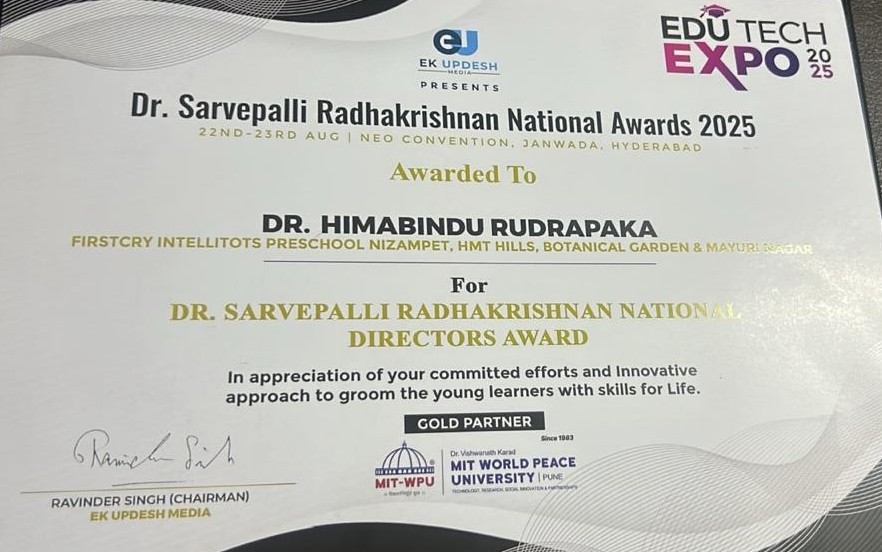 EK UPDESH
MEDIA
PRESENTS
EDU TECH
EXPO 2025
Dr. Sarvepalli Radhakrishnan National Awards 2025
22ND-23RD AUG | NEO CONVENTION, JANWADA, HYDERABAD
Awarded To
DR. HIMABINDU RUDRAPAKA
FIRSTCRY INTELLITOTS PRESCHOOL NIZAMPET, HMT HILLS, BOTANICAL GARDEN & MAYURI NAGAR
For
DR. SARVEPALLI RADHAKRISHNAN NATIONAL
DIRECTORS AWARD
In appreciation of your committed efforts and Innovative
approach to groom the young learners with skills for Life.
GOLD PARTNER
Since 1983
Dr. Vishwanath Karad
MIT WORLD PEACE
UNIVERSITY | PUNE
TECHNOLOGY, RESEARCH, SOCIAL INNOVATION & PARTNERSHIPS
MIT-WPU
RAVINDER SINGH (CHAIRMAN)
EK UPDESH MEDIA